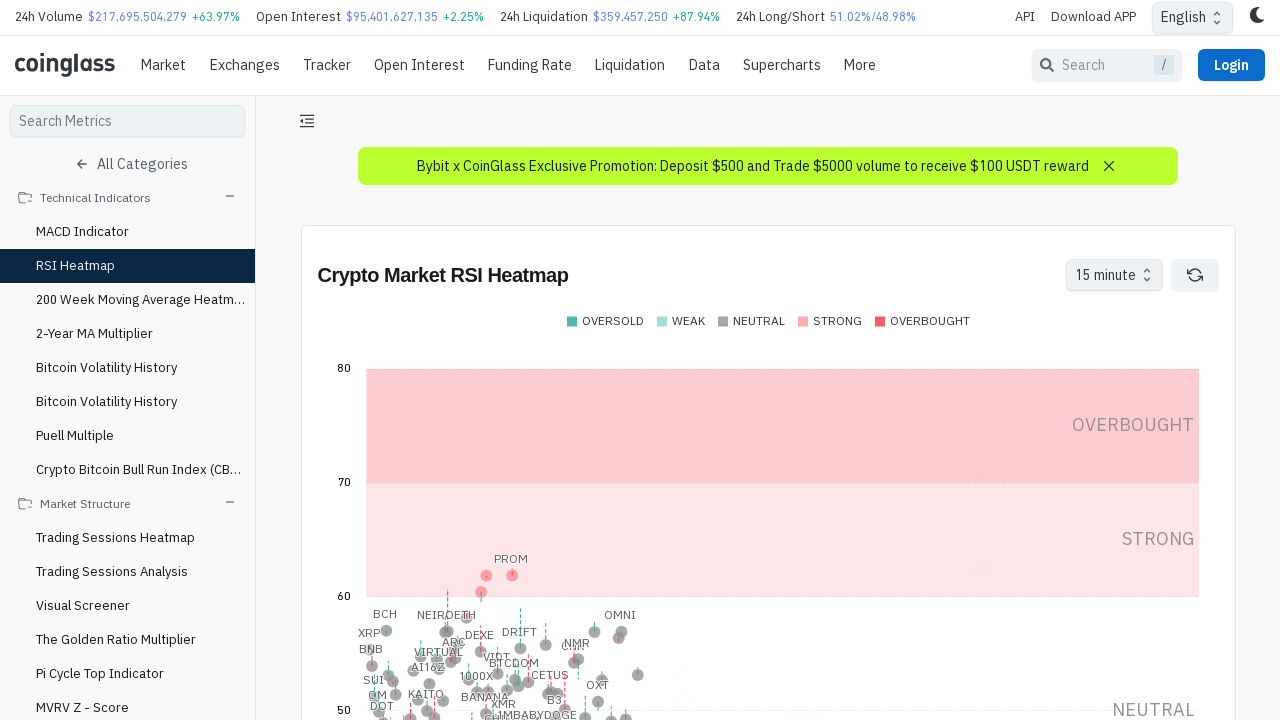 24h Volume $217,695,504,279 +63.97% Open Interest $95,401,627,135 +2.25% 24h Liquidation $359,457,250 +87.94% 24h Long/Short 51.02%/48.98% API Download APP English
coinglass Market Exchanges Tracker Open Interest Funding Rate Liquidation Data Supercharts More Search / Login
Search Metrics
All Categories
Technical Indicators
MACD Indicator
RSI Heatmap
200 Week Moving Average Heatm...
2-Year MA Multiplier
Bitcoin Volatility History
Bitcoin Volatility History
Puell Multiple
Crypto Bitcoin Bull Run Index (CB...
Market Structure
Trading Sessions Heatmap
Trading Sessions Analysis
Visual Screener
The Golden Ratio Multiplier
Pi Cycle Top Indicator
MVRV Z - Score
Bybit x CoinGlass Exclusive Promotion: Deposit $500 and Trade $5000 volume to receive $100 USDT reward
Crypto Market RSI Heatmap
15 minute
OVERSOLD WEAK NEUTRAL STRONG OVERBOUGHT
80
OVERBOUGHT
70
STRONG
PROM
60
BCH NEIROETH OMNI
XRP DEXE DRIFT
BNB ARC NMR
VIRTUAL
AI16Z BTCDOM
SUI 1000X CETUS
OM KAITO BANANA OXT
DOT XMR B3
1MBABYDOGE
50 NEUTRAL